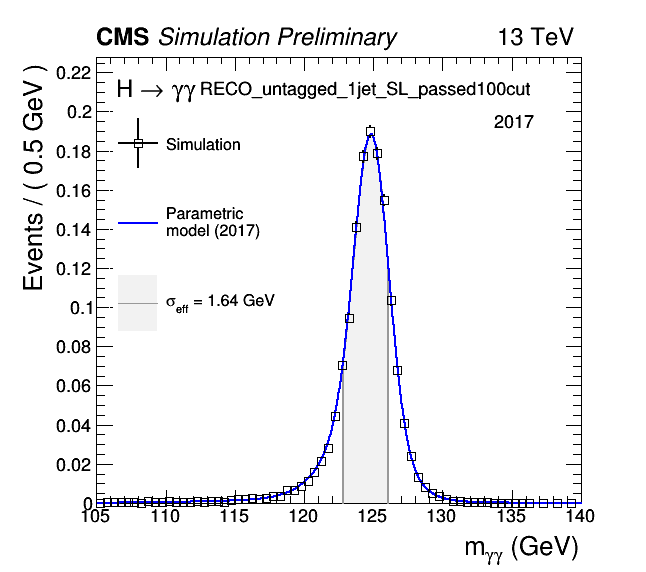 CMS Simulation Preliminary 13 TeV
H → γγ RECO_untagged_1jet_SL_passed100cut
2017
Simulation
Parametric
model (2017)
σeff = 1.64 GeV
Events / ( 0.5 GeV )
0.22
0.2
0.18
0.16
0.14
0.12
0.1
0.08
0.06
0.04
0.02
0
105 110 115 120 125 130 135 140
mγγ (GeV)